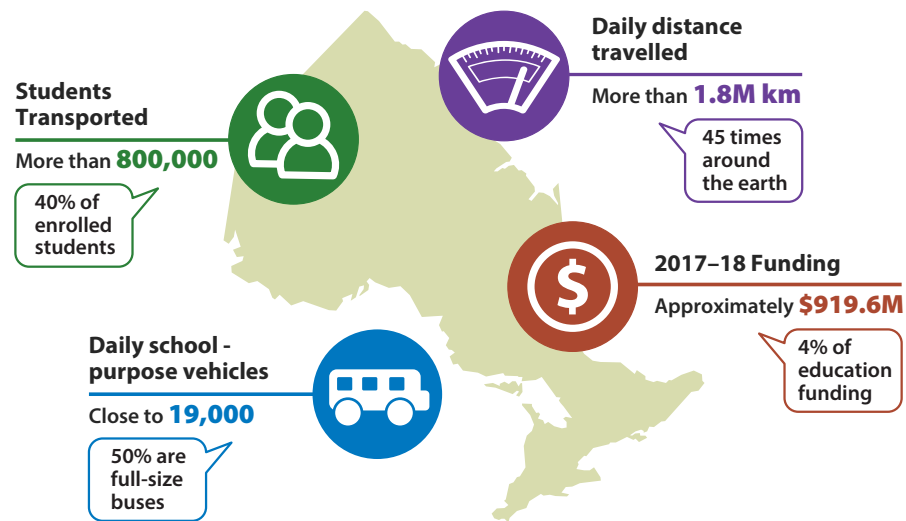 Students
Transported
More than 800,000
40% of
enrolled
students
Daily distance
travelled
More than 1.8M km
45 times
around
the earth
$
2017–18 Funding
Approximately $919.6M
4% of
education
funding
Daily school -
purpose vehicles
Close to 19,000
50% are
full-size
buses